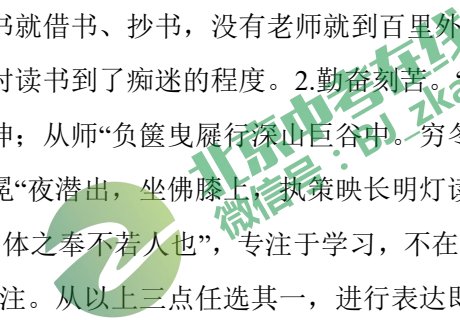 书就借书、抄书，没有老师就到百里外
对读书到了痴迷的程度。2.勤奋刻苦。“
伸；从师“负箧曳屣行深山巨谷中。穷冬
冕“夜潜出，坐佛膝上，执策映长明灯读
体之奉不若人也”，专注于学习，不在
注。从以上三点任选其一，进行表达即
北京中考在线
微信号：BJ_zka